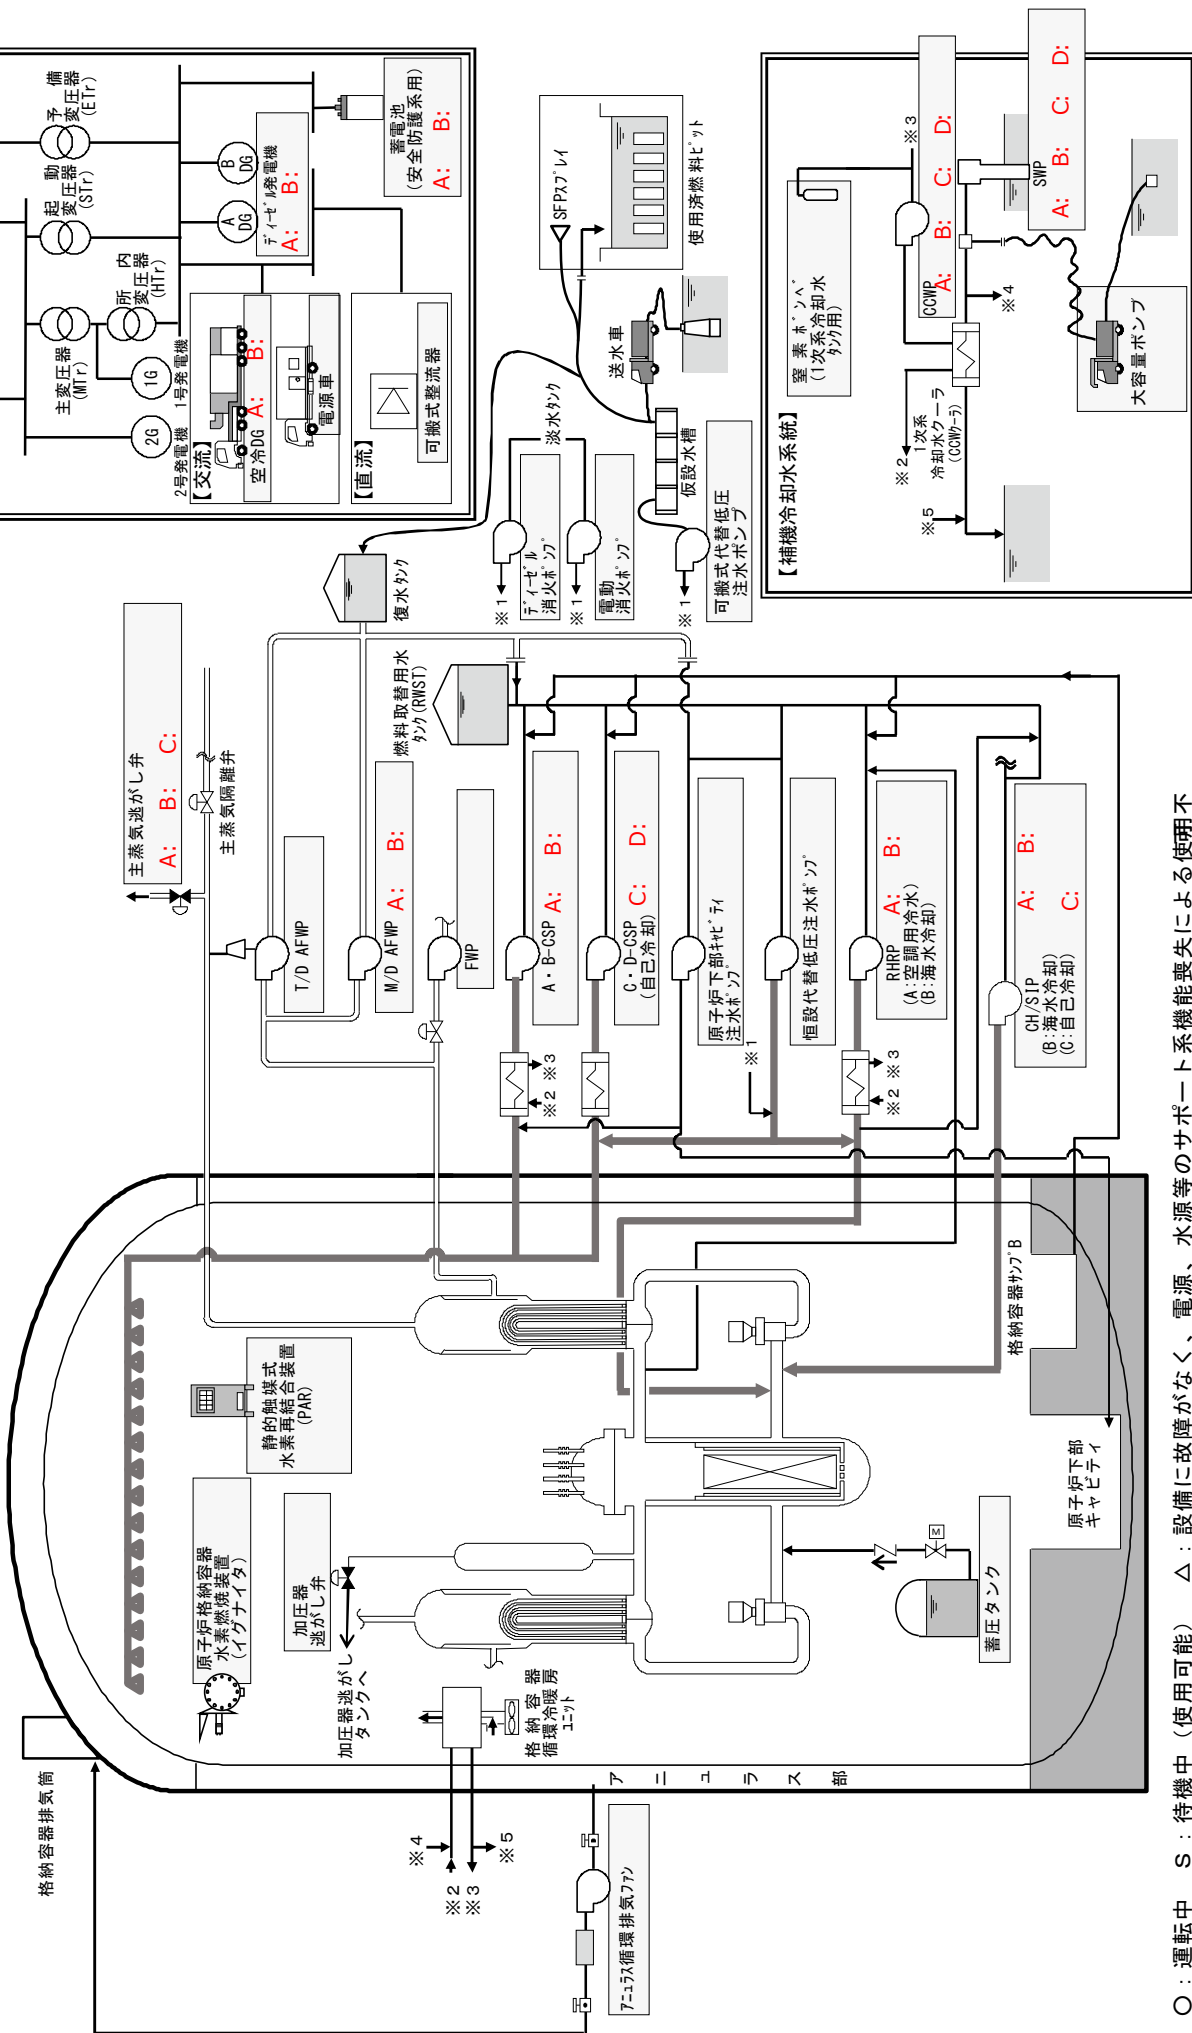 予備
変圧器
(ETr)
起動
変圧器
(STr)
主変圧器
(MTr)
所内
変圧器
(HTr)
2G
2号発電機
1G
1号発電機
A
DG
B
DG
ディーゼル発電機
A: B:
蓄電池
(安全防護系用)
A: B:
【交流】
空冷DG A: B:
電源車
【直流】
可搬式整流器
SFPスプレイ
使用済燃料ピット
送水車
仮設水槽
淡水タンク
※1
ディーゼル
消火ポンプ
※1
電動
消火ポンプ
※1
可搬式代替低圧
注水ポンプ
【補機冷却水系統】
窒素ボンベ
(1次系冷却水
タンク用)
※3
CCWP A: B: C: D:
SWP
A: B: C: D:
※2
1次系
冷却水クーラ
(CCWクーラ)
※4
※5
大容量ポンプ
復水タンク
燃料取替用水
タンク(RWST)
主蒸気逃がし弁
A: B: C:
主蒸気隔離弁
T/D AFWP
M/D AFWP A: B:
FWP
A・B-CSP A: B:
C・D-CSP
(自己冷却) C: D:
原子炉下部キャビティ
注水ポンプ
恒設代替低圧注水ポンプ
RHRP
(A:空調用冷水)
(B:海水冷却)
A: B:
CH/SIP
(B:海水冷却)
(C:自己冷却)
A: B:
C:
※2 ※3
※1
※2 ※3
静的触媒式
水素再結合装置
(PAR)
原子炉格納容器
水素燃焼装置
(イグナイタ)
加圧器
逃がし弁
加圧器逃がし
タンクへ
格納容器
循環冷暖房
ユニット
M
蓄圧タンク
格納容器サンプB
原子炉下部
キャビティ
アニュラス部
格納容器排気筒
※4
※2
※3
※5
アニュラス循環排気ファン
○:運転中 S:待機中(使用可能) △:設備に故障がなく、電源、水源等のサポート系機能喪失による使用不